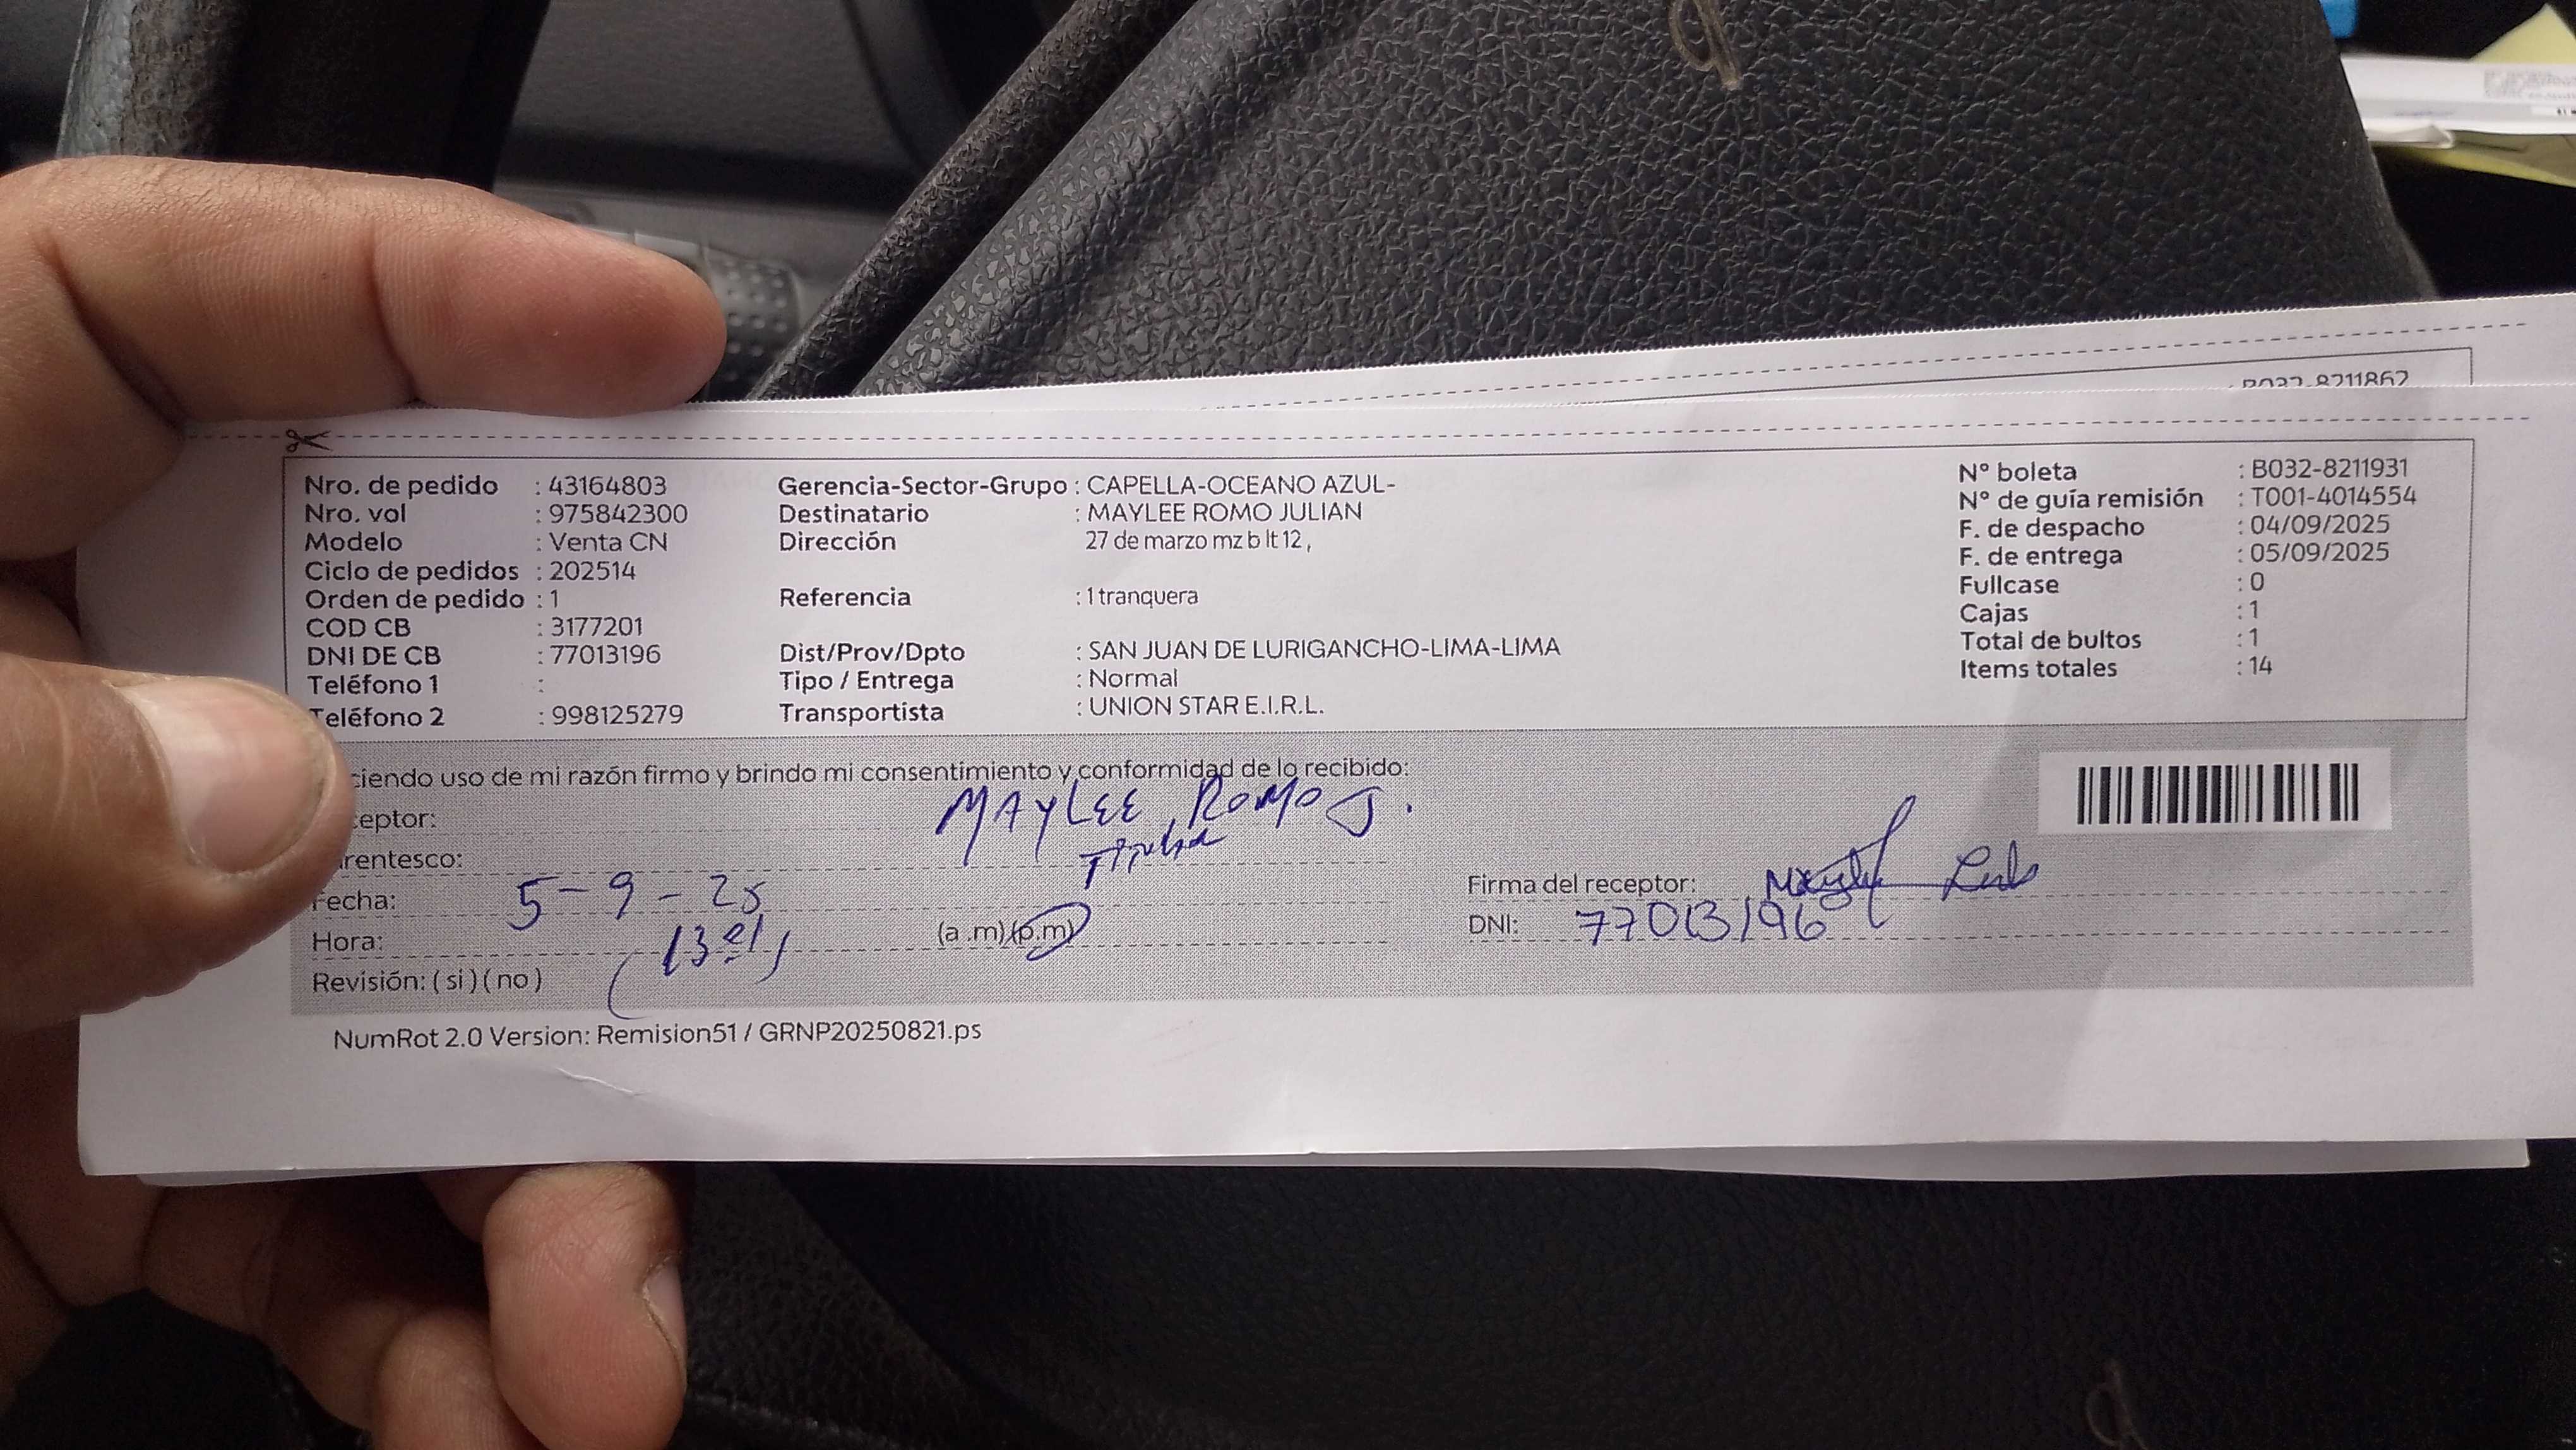 B032-8211862
Nro. de pedido : 43164803
Nro. vol : 975842300
Modelo : Venta CN
Ciclo de pedidos : 202514
Orden de pedido : 1
COD CB : 3177201
DNI DE CB : 77013196
Teléfono 1 :
Teléfono 2 : 998125279
Gerencia-Sector-Grupo : CAPELLA-OCEANO AZUL-
Destinatario : MAYLEE ROMO JULIAN
Dirección 27 de marzo mz b lt 12 ,
Referencia : 1 tranquera
Dist/Prov/Dpto : SAN JUAN DE LURIGANCHO-LIMA-LIMA
Tipo / Entrega : Normal
Transportista : UNION STAR E.I.R.L.
N° boleta : B032-8211931
N° de guía remisión : T001-4014554
F. de despacho : 04/09/2025
F. de entrega : 05/09/2025
Fullcase : 0
Cajas : 1
Total de bultos : 1
Items totales : 14
ciendo uso de mi razón firmo y brindo mi consentimiento y conformidad de lo recibido:
ceptor: MAYLEE ROMO J.
rentesco:
Fecha: 5-9-25
Hora: (a .m) (p.m)
Revisión: ( si ) ( no )
Firma del receptor:
DNI: 77013196
NumRot 2.0 Version: Remision51 / GRNP20250821.ps